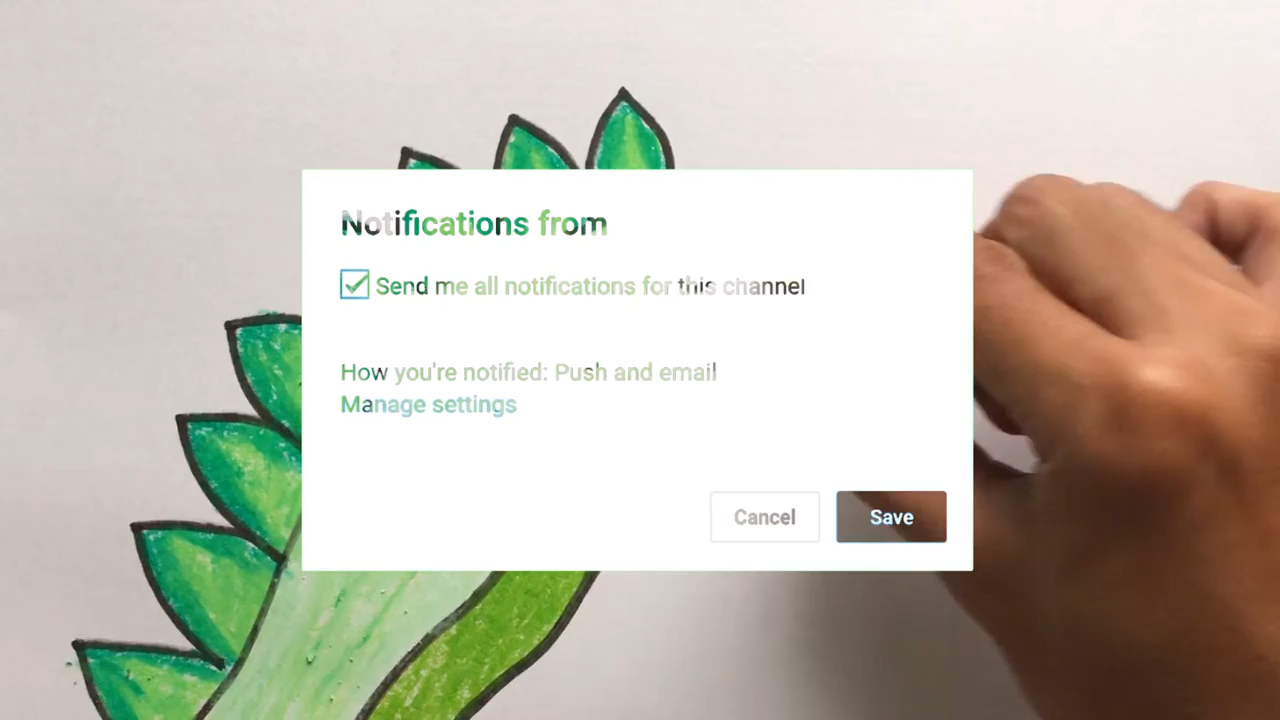 Notifications from
Send me all notifications for this channel
How you're notified: Push and email
Manage settings
Cancel
Save